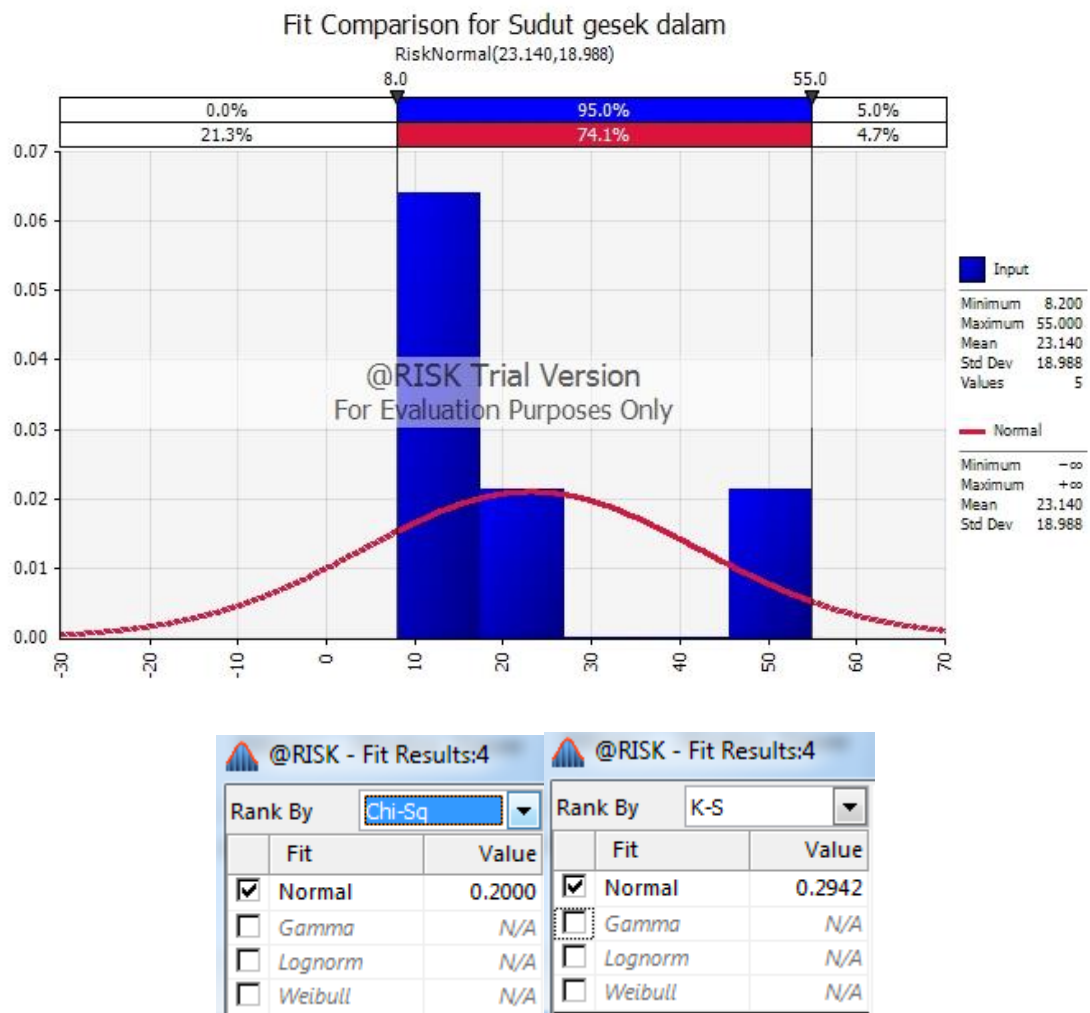 Fit Comparison for Sudut gesek dalam
RiskNormal(23.140,18.988)
8.0 55.0
0.0% 95.0% 5.0%
21.3% 74.1% 4.7%
0.07
0.06
0.05
0.04
0.03
0.02
0.01
0.00
-30 -20 -10 0 10 20 30 40 50 60 70
@RISK Trial Version
For Evaluation Purposes Only
Input
Minimum 8.200
Maximum 55.000
Mean 23.140
Std Dev 18.988
Values 5
Normal
Minimum −∞
Maximum +∞
Mean 23.140
Std Dev 18.988
@RISK - Fit Results:4
Rank By Chi-Sq
Fit Value
Normal 0.2000
Gamma N/A
Lognorm N/A
Weibull N/A
@RISK - Fit Results:4
Rank By K-S
Fit Value
Normal 0.2942
Gamma N/A
Lognorm N/A
Weibull N/A